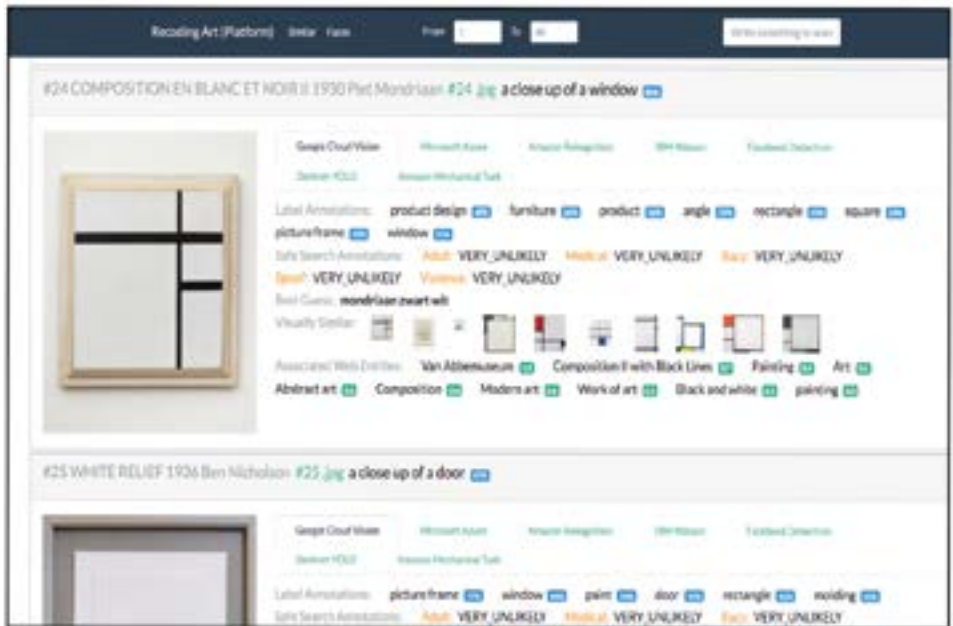 Recoding Art (Platform) Similar Faces From To
#24 COMPOSITION EN BLANC ET NOIR II 1930 Piet Mondriaan #24 .jpg a close up of a window
Google Cloud Vision Microsoft Azure Amazon Rekognition IBM Watson Facebook Detectron
Darknet YOLO Amazon Mechanical Turk
Label Annotations: product design furniture product angle rectangle square
picture frame window
Safe Search Annotations: Adult: VERY_UNLIKELY Medical: VERY_UNLIKELY Racy: VERY_UNLIKELY
Spoof: VERY_UNLIKELY Violence: VERY_UNLIKELY
Best Guess: mondriaan zwart wit
Visually Similar:
Associated Web Entities: Van Abbemuseum Composition II with Black Lines Painting Art
Abstract art Composition Modern art Work of art Black and white painting
#25 WHITE RELIEF 1936 Ben Nicholson #25 .jpg a close up of a door
Google Cloud Vision Microsoft Azure Amazon Rekognition IBM Watson Facebook Detectron
Darknet YOLO Amazon Mechanical Turk
Label Annotations: picture frame window paint door rectangle molding
Safe Search Annotations: Adult: VERY_UNLIKELY Medical: VERY_UNLIKELY Racy: VERY_UNLIKELY